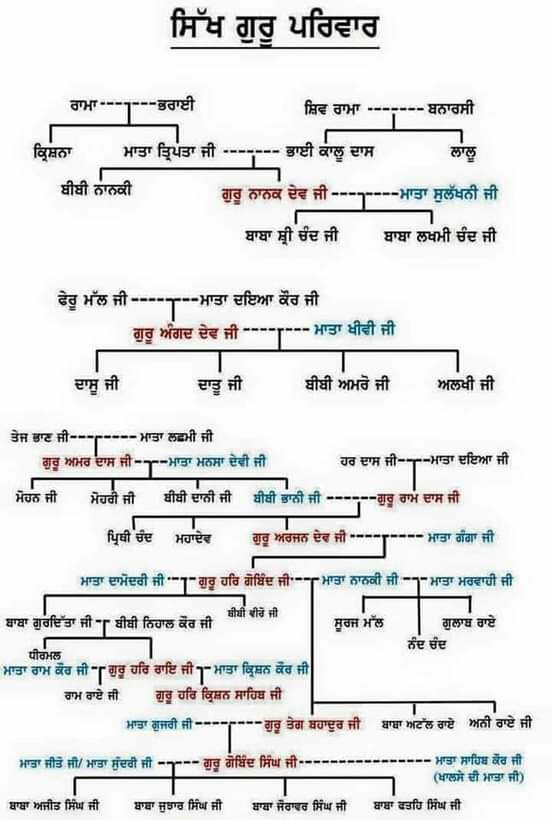 ਸਿੱਖ ਗੁਰੂ ਪਰਿਵਾਰ
ਰਾਮਾ ਭਰਾਈ ਸ਼ਿਵ ਰਾਮਾ ਬਨਾਰਸੀ
ਕ੍ਰਿਸ਼ਨਾ ਮਾਤਾ ਤ੍ਰਿਪਤਾ ਜੀ ਭਾਈ ਕਾਲੂ ਦਾਸ ਲਾਲੂ
ਬੀਬੀ ਨਾਨਕੀ ਗੁਰੂ ਨਾਨਕ ਦੇਵ ਜੀ ਮਾਤਾ ਸੁਲੱਖਨੀ ਜੀ
ਬਾਬਾ ਸ਼੍ਰੀ ਚੰਦ ਜੀ ਬਾਬਾ ਲਖਮੀ ਚੰਦ ਜੀ
ਫੇਰੂ ਮੱਲ ਜੀ ਮਾਤਾ ਦਇਆ ਕੌਰ ਜੀ
ਗੁਰੂ ਅੰਗਦ ਦੇਵ ਜੀ ਮਾਤਾ ਖੀਵੀ ਜੀ
ਦਾਸੂ ਜੀ ਦਾਤੂ ਜੀ ਬੀਬੀ ਅਮਰੋ ਜੀ ਅਲਖੀ ਜੀ
ਤੇਜ ਭਾਣ ਜੀ ਮਾਤਾ ਲਛਮੀ ਜੀ
ਗੁਰੂ ਅਮਰ ਦਾਸ ਜੀ ਮਾਤਾ ਮਨਸਾ ਦੇਵੀ ਜੀ ਹਰ ਦਾਸ ਜੀ ਮਾਤਾ ਦਇਆ ਜੀ
ਮੋਹਨ ਜੀ ਮੋਹਰੀ ਜੀ ਬੀਬੀ ਦਾਨੀ ਜੀ ਬੀਬੀ ਭਾਨੀ ਜੀ ਗੁਰੂ ਰਾਮ ਦਾਸ ਜੀ
ਪ੍ਰਿਥੀ ਚੰਦ ਮਹਾਦੇਵ ਗੁਰੂ ਅਰਜਨ ਦੇਵ ਜੀ ਮਾਤਾ ਗੰਗਾ ਜੀ
ਮਾਤਾ ਦਾਮੋਦਰੀ ਜੀ ਗੁਰੂ ਹਰਿ ਗੋਬਿੰਦ ਜੀ ਮਾਤਾ ਨਾਨਕੀ ਜੀ ਮਾਤਾ ਮਰਵਾਹੀ ਜੀ
ਬਾਬਾ ਗੁਰਦਿੱਤਾ ਜੀ ਬੀਬੀ ਨਿਹਾਲ ਕੌਰ ਜੀ ਬੀਬੀ ਵੀਰੋ ਜੀ ਸੂਰਜ ਮੱਲ ਗੁਲਾਬ ਰਾਏ
ਨੰਦ ਚੰਦ
ਧੀਰਮਲ
ਮਾਤਾ ਰਾਮ ਕੌਰ ਜੀ ਗੁਰੂ ਹਰਿ ਰਾਇ ਜੀ ਮਾਤਾ ਕ੍ਰਿਸ਼ਨ ਕੌਰ ਜੀ
ਰਾਮ ਰਾਏ ਜੀ ਗੁਰੂ ਹਰਿ ਕ੍ਰਿਸ਼ਨ ਸਾਹਿਬ ਜੀ
ਮਾਤਾ ਗੁਜਰੀ ਜੀ ਗੁਰੂ ਤੇਗ ਬਹਾਦੁਰ ਜੀ ਬਾਬਾ ਅਟੱਲ ਰਾਏ ਅਨੀ ਰਾਏ ਜੀ
ਮਾਤਾ ਜੀਤੋ ਜੀ/ ਮਾਤਾ ਸੁੰਦਰੀ ਜੀ ਗੁਰੂ ਗੋਬਿੰਦ ਸਿੰਘ ਜੀ ਮਾਤਾ ਸਾਹਿਬ ਕੌਰ ਜੀ
(ਖਾਲਸੇ ਦੀ ਮਾਤਾ ਜੀ)
ਬਾਬਾ ਅਜੀਤ ਸਿੰਘ ਜੀ ਬਾਬਾ ਜੁਝਾਰ ਸਿੰਘ ਜੀ ਬਾਬਾ ਜੋਰਾਵਰ ਸਿੰਘ ਜੀ ਬਾਬਾ ਫਤਹਿ ਸਿੰਘ ਜੀ